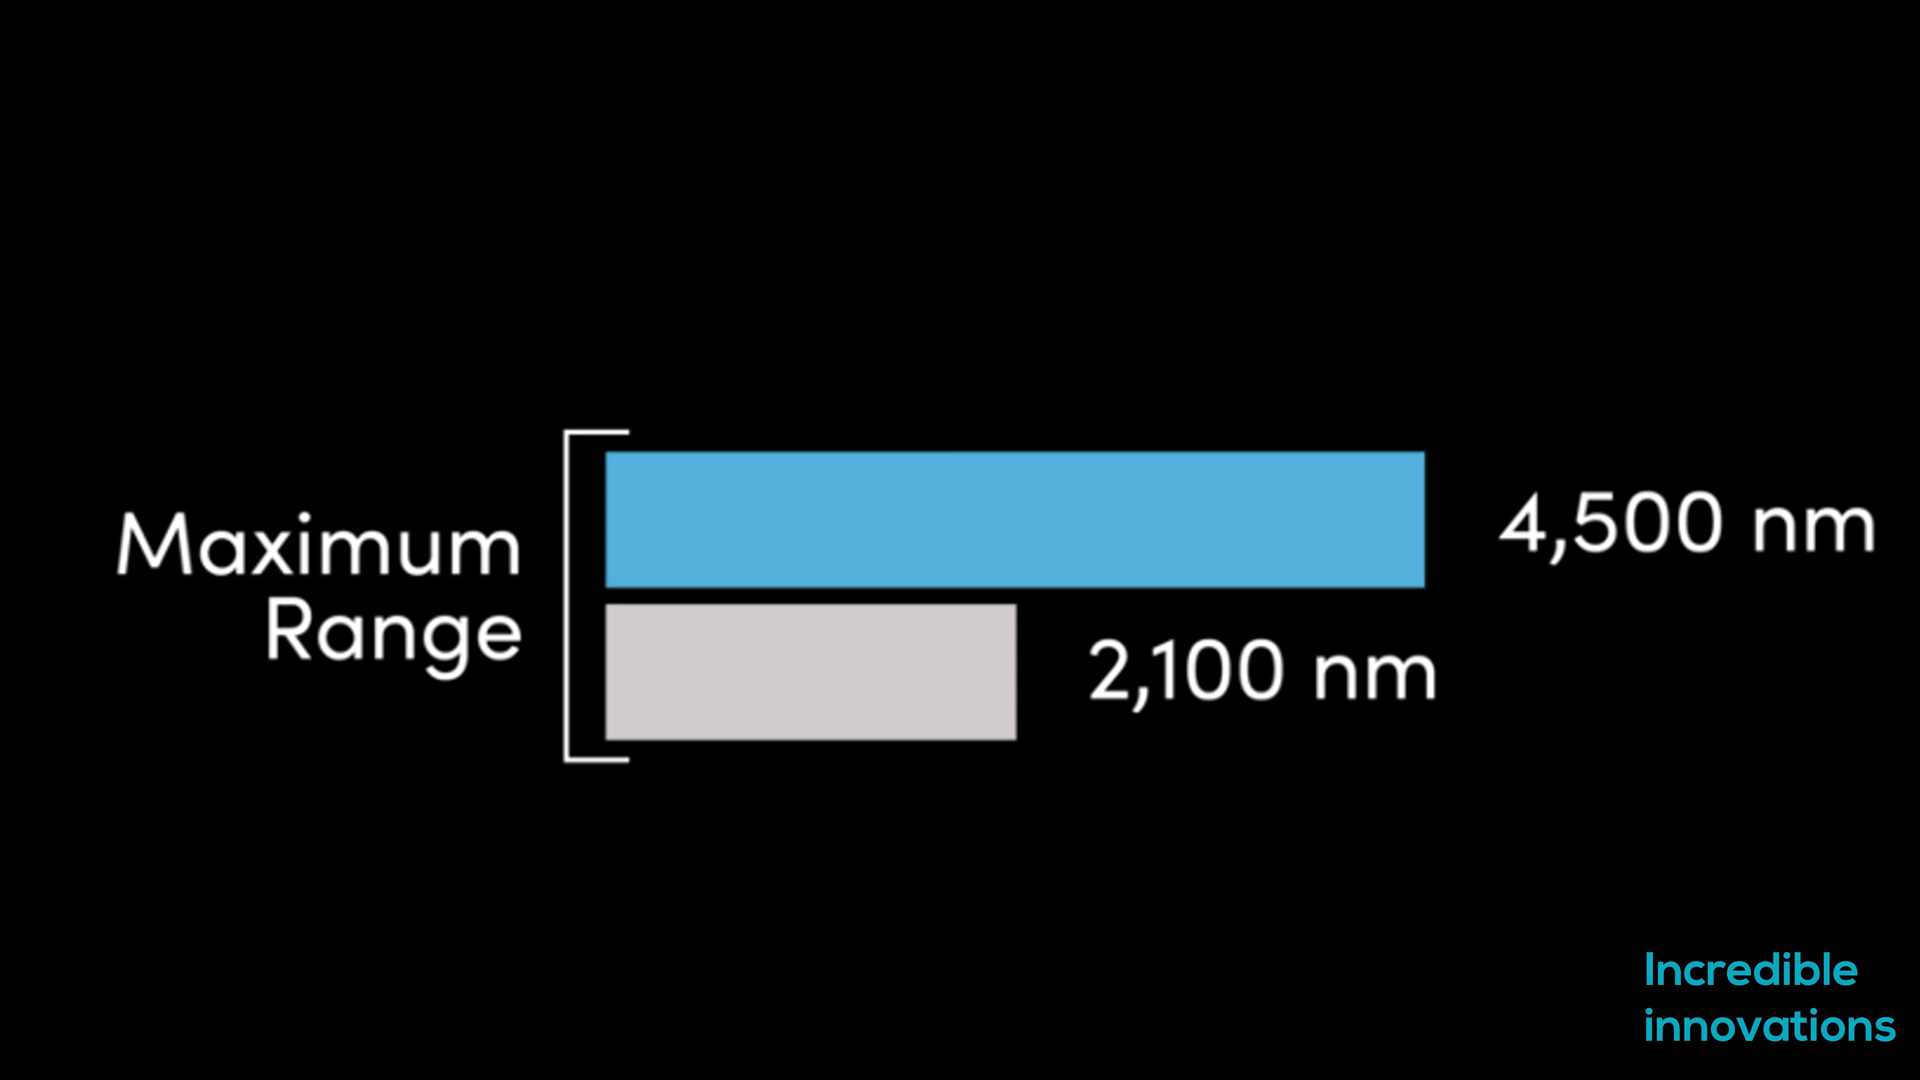 Maximum
Range
4,500 nm
2,100 nm
Incredible
innovations